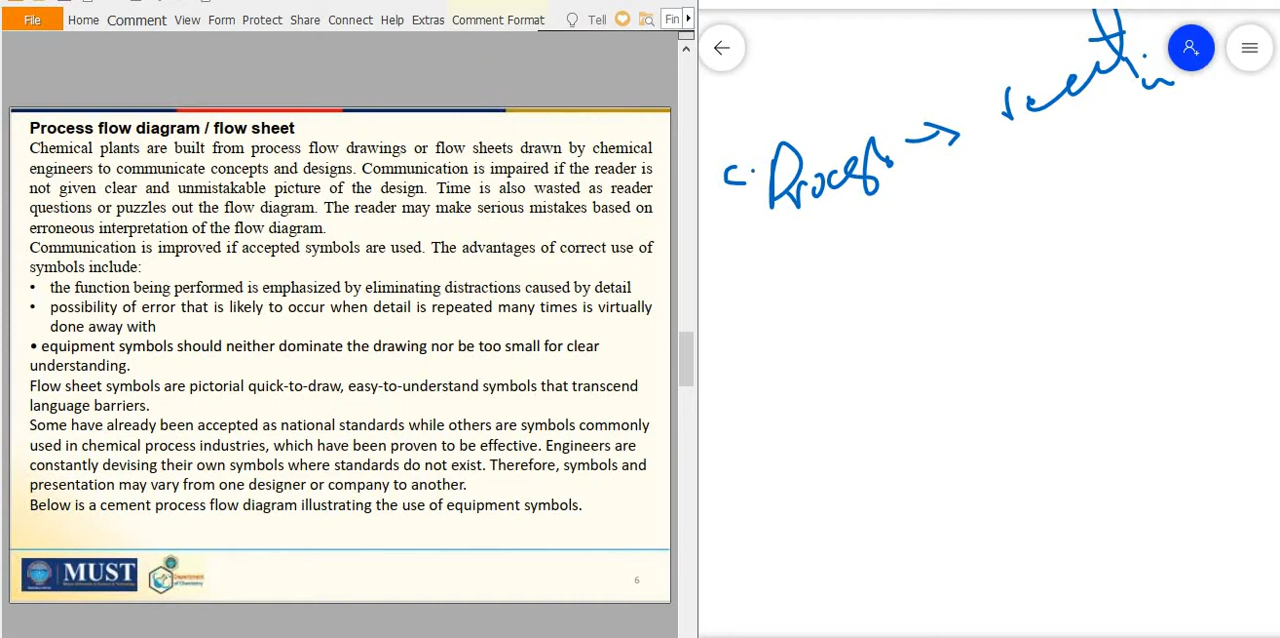 File Home Comment View Form Protect Share Connect Help Extras Comment Format Tell Fin
Process flow diagram / flow sheet
Chemical plants are built from process flow drawings or flow sheets drawn by chemical
engineers to communicate concepts and designs. Communication is impaired if the reader is
not given clear and unmistakable picture of the design. Time is also wasted as reader
questions or puzzles out the flow diagram. The reader may make serious mistakes based on
erroneous interpretation of the flow diagram.
Communication is improved if accepted symbols are used. The advantages of correct use of
symbols include:
• the function being performed is emphasized by eliminating distractions caused by detail
• possibility of error that is likely to occur when detail is repeated many times is virtually
done away with
• equipment symbols should neither dominate the drawing nor be too small for clear
understanding.
Flow sheet symbols are pictorial quick-to-draw, easy-to-understand symbols that transcend
language barriers.
Some have already been accepted as national standards while others are symbols commonly
used in chemical process industries, which have been proven to be effective. Engineers are
constantly devising their own symbols where standards do not exist. Therefore, symbols and
presentation may vary from one designer or company to another.
Below is a cement process flow diagram illustrating the use of equipment symbols.
MUST
Department
of Chemistry
6
C. Process →